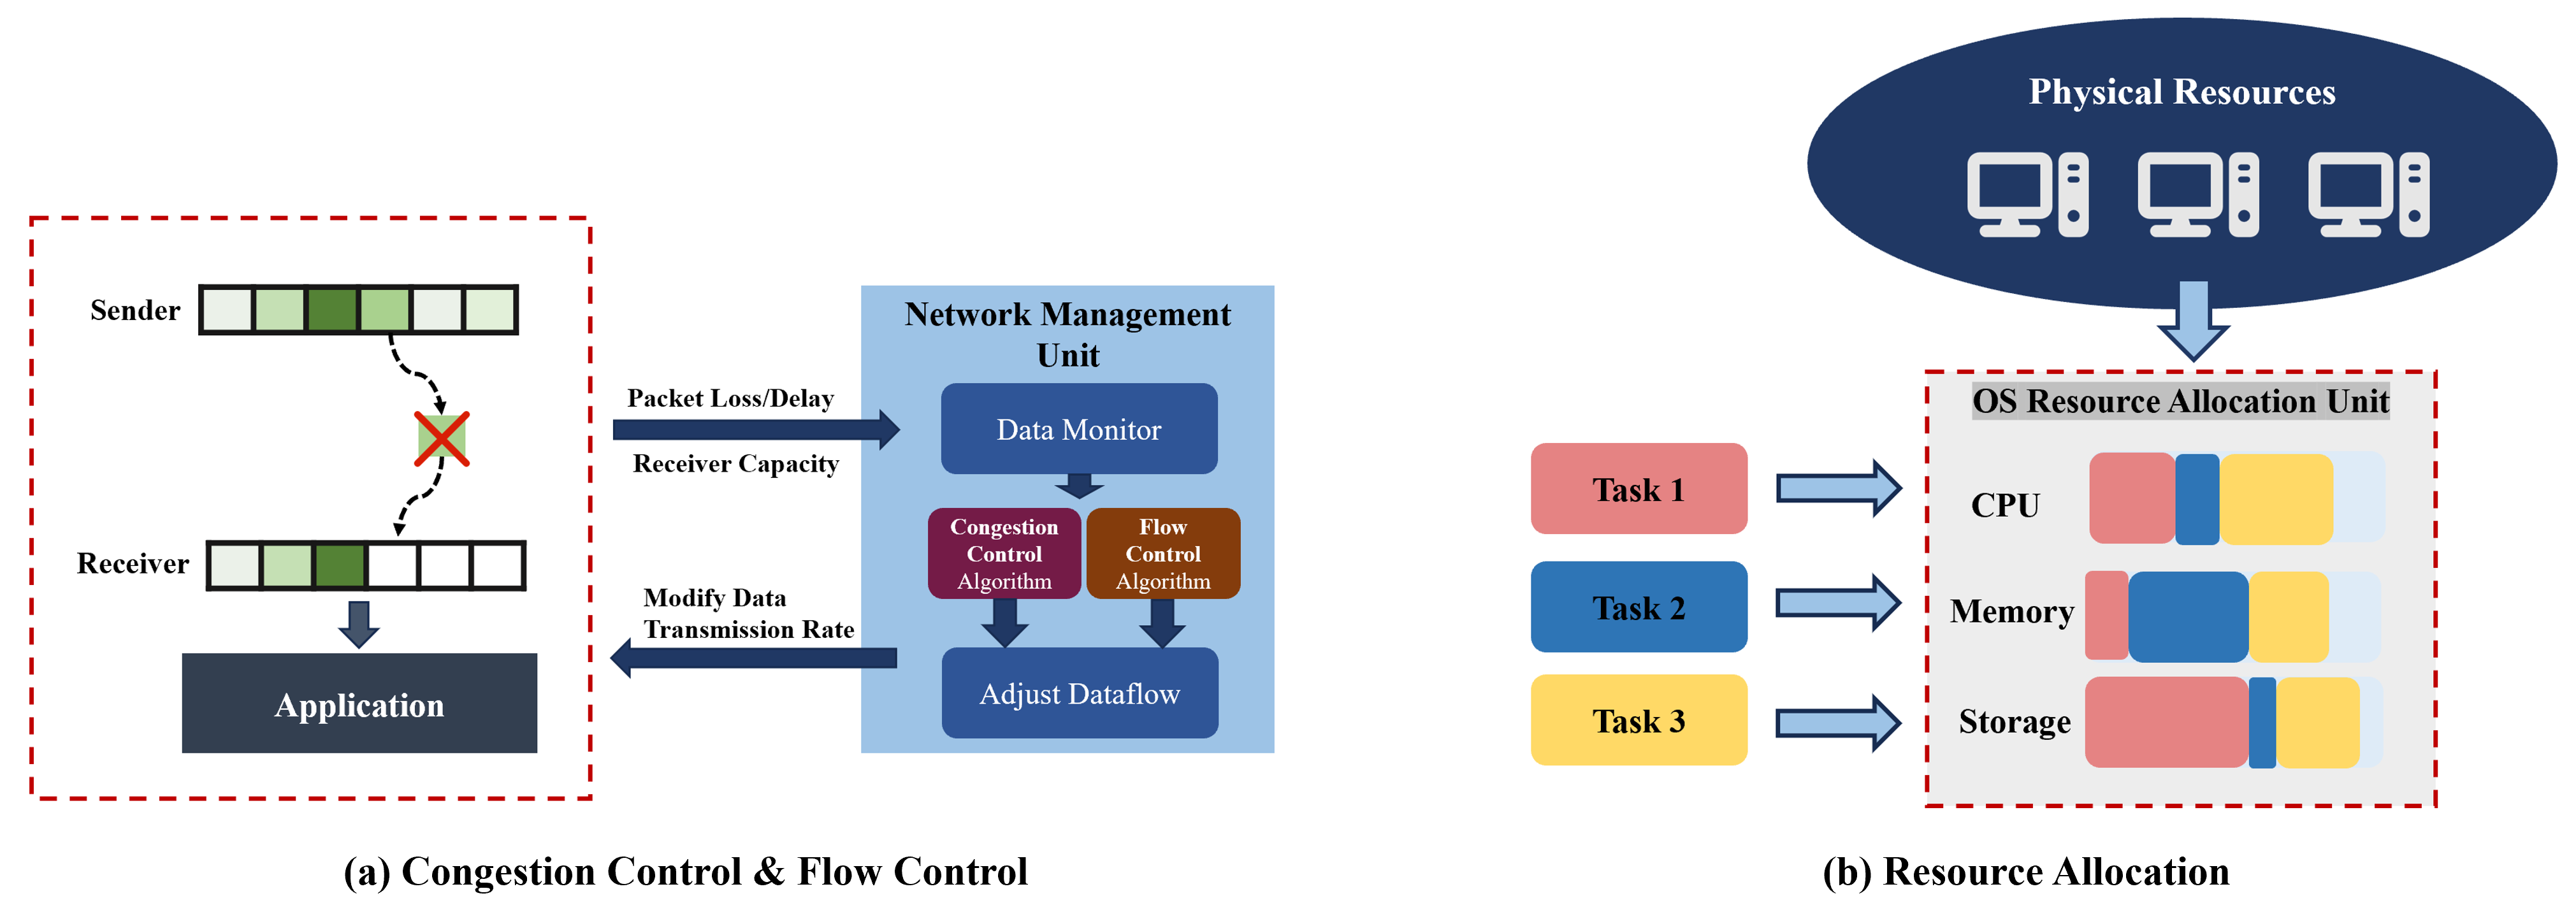 Sender
Receiver
Application
Packet Loss/Delay
Receiver Capacity
Modify Data
Transmission Rate
Network Management
Unit
Data Monitor
Congestion
Control
Algorithm
Flow
Control
Algorithm
Adjust Dataflow
(a) Congestion Control & Flow Control
Physical Resources
OS Resource Allocation Unit
Task 1
Task 2
Task 3
CPU
Memory
Storage
(b) Resource Allocation